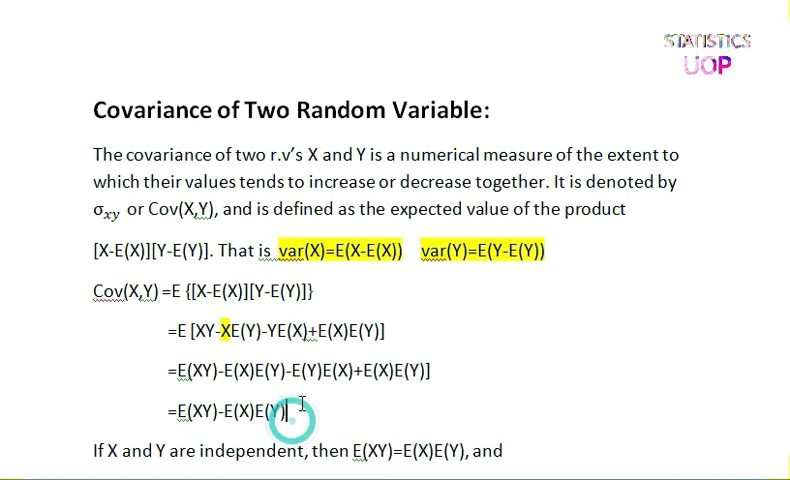 STATISTICS
UOP
Covariance of Two Random Variable:
The covariance of two r.v’s X and Y is a numerical measure of the extent to
which their values tends to increase or decrease together. It is denoted by
σxy or Cov(X,Y), and is defined as the expected value of the product
[X-E(X)][Y-E(Y)]. That is var(X)=E(X-E(X)) var(Y)=E(Y-E(Y))
Cov(X,Y) =E {[X-E(X)][Y-E(Y)]}
=E [XY-XE(Y)-YE(X)+E(X)E(Y)]
=E(XY)-E(X)E(Y)-E(Y)E(X)+E(X)E(Y)]
=E(XY)-E(X)E(Y)
If X and Y are independent, then E(XY)=E(X)E(Y), and